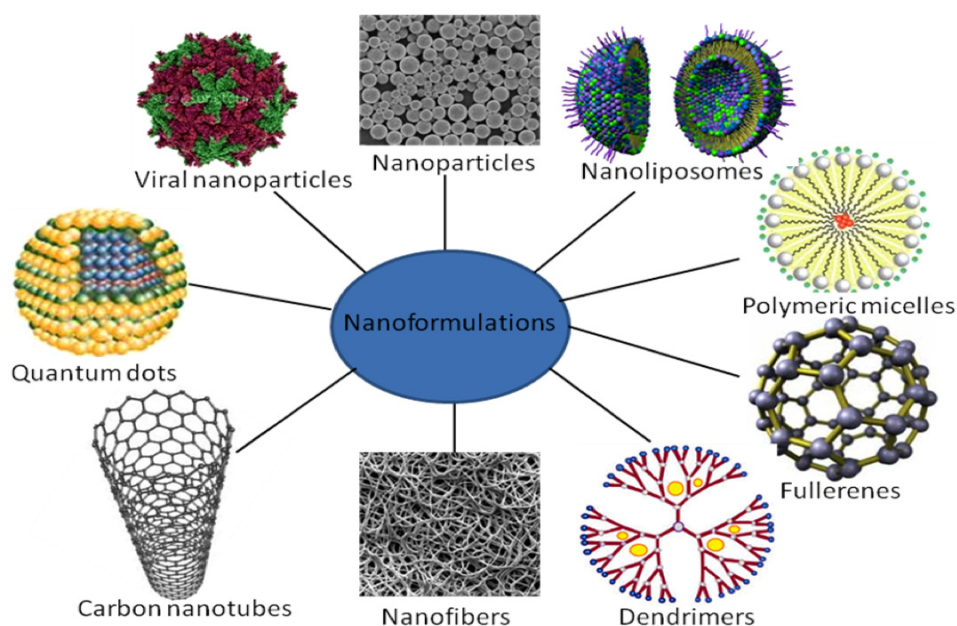 Viral nanoparticles
Nanoparticles
Nanoliposomes
Polymeric micelles
Quantum dots
Nanoformulations
Fullerenes
Carbon nanotubes
Nanofibers
Dendrimers